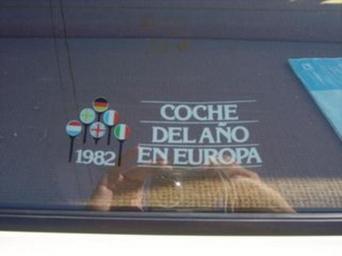 1982
COCHE
DEL AÑO
EN EUROPA